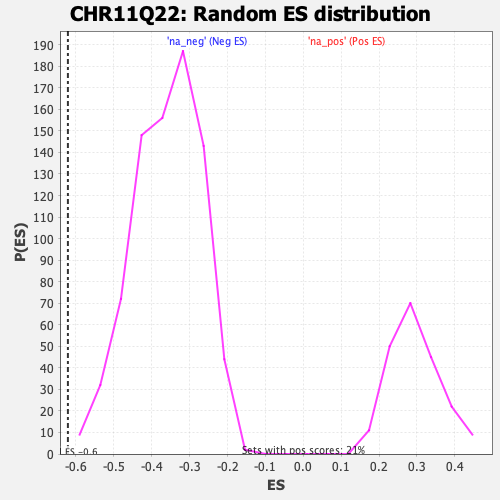 CHR11Q22: Random ES distribution
'na_neg' (Neg ES)
'na_pos' (Pos ES)
190
180
170
160
150
140
130
120
110
100
90
80
70
60
50
40
30
20
10
0
P(ES)
ES -0.6
Sets with pos scores: 21%
-0.6 -0.5 -0.4 -0.3 -0.2 -0.1 0.0 0.1 0.2 0.3 0.4
ES